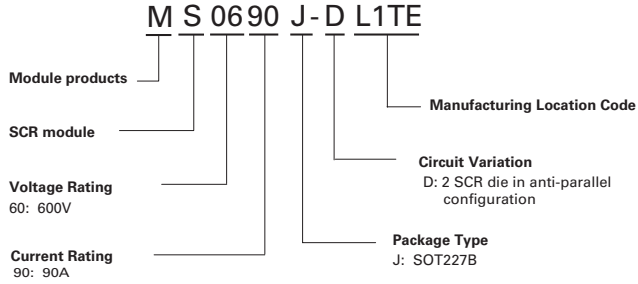 M S 06 90 J - D L1TE
Module products
Manufacturing Location Code
SCR module
Circuit Variation
D: 2 SCR die in anti-parallel
configuration
Voltage Rating
60: 600V
Package Type
J: SOT227B
Current Rating
90: 90A